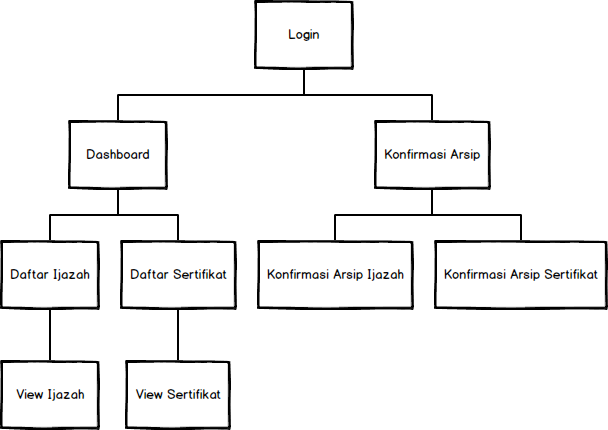 Login
Dashboard
Konfirmasi Arsip
Daftar Ijazah
Daftar Sertifikat
Konfirmasi Arsip Ijazah
Konfirmasi Arsip Sertifikat
View Ijazah
View Sertifikat